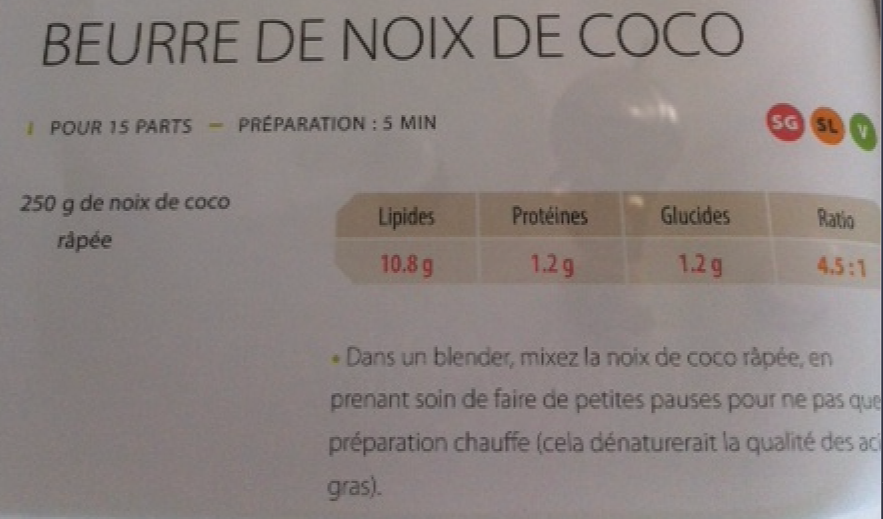 BEURRE DE NOIX DE COCO
POUR 15 PARTS – PRÉPARATION : 5 MIN
SG SL V
250 g de noix de coco
râpée
Lipides Protéines Glucides Ratio
10.8 g 1.2 g 1.2 g 4.5:1
• Dans un blender, mixez la noix de coco râpée, en
prenant soin de faire de petites pauses pour ne pas que
préparation chauffe (cela dénaturerait la qualité des aci
gras).